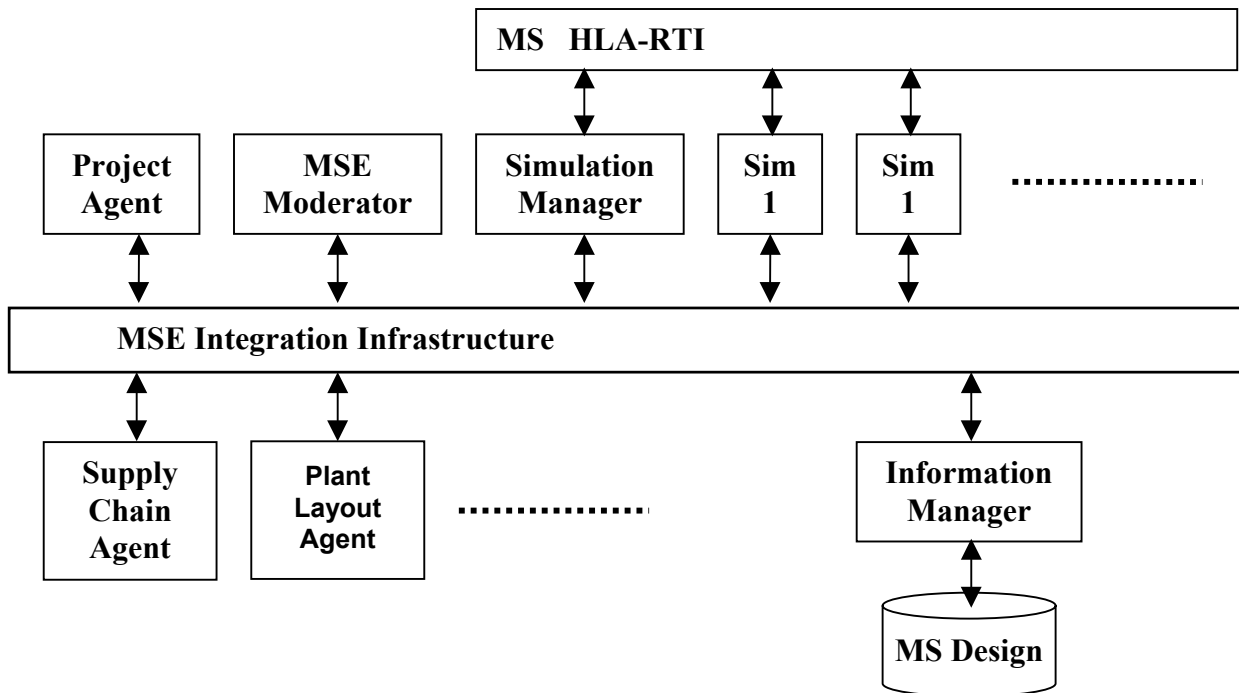 MS HLA-RTI
Project
Agent
MSE
Moderator
Simulation
Manager
Sim
1
Sim
1
MSE Integration Infrastructure
Supply
Chain
Agent
Plant
Layout
Agent
Information
Manager
MS Design